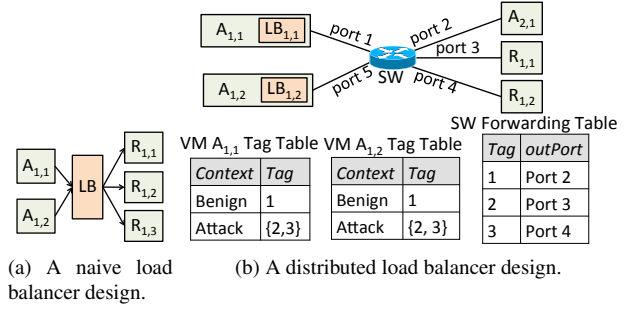 A1,1 LB1,1
port 1
port 2
A2,1
port 3
R1,1
A1,2 LB1,2
port 5
SW
port 4
R1,2
A1,1
A1,2
LB
R1,1
R1,2
R1,3
VM A1,1 Tag Table
Context Tag
Benign 1
Attack {2,3}
VM A1,2 Tag Table
Context Tag
Benign 1
Attack {2, 3}
SW Forwarding Table
Tag outPort
1 Port 2
2 Port 3
3 Port 4
(a) A naive load
balancer design.
(b) A distributed load balancer design.